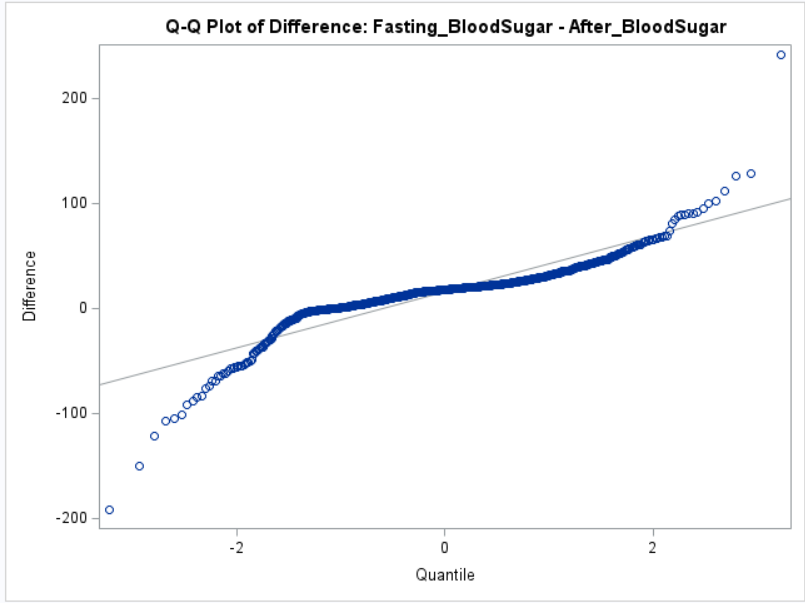 Q-Q Plot of Difference: Fasting_BloodSugar - After_BloodSugar
200
100
0
-100
-200
Difference
-2
0
2
Quantile